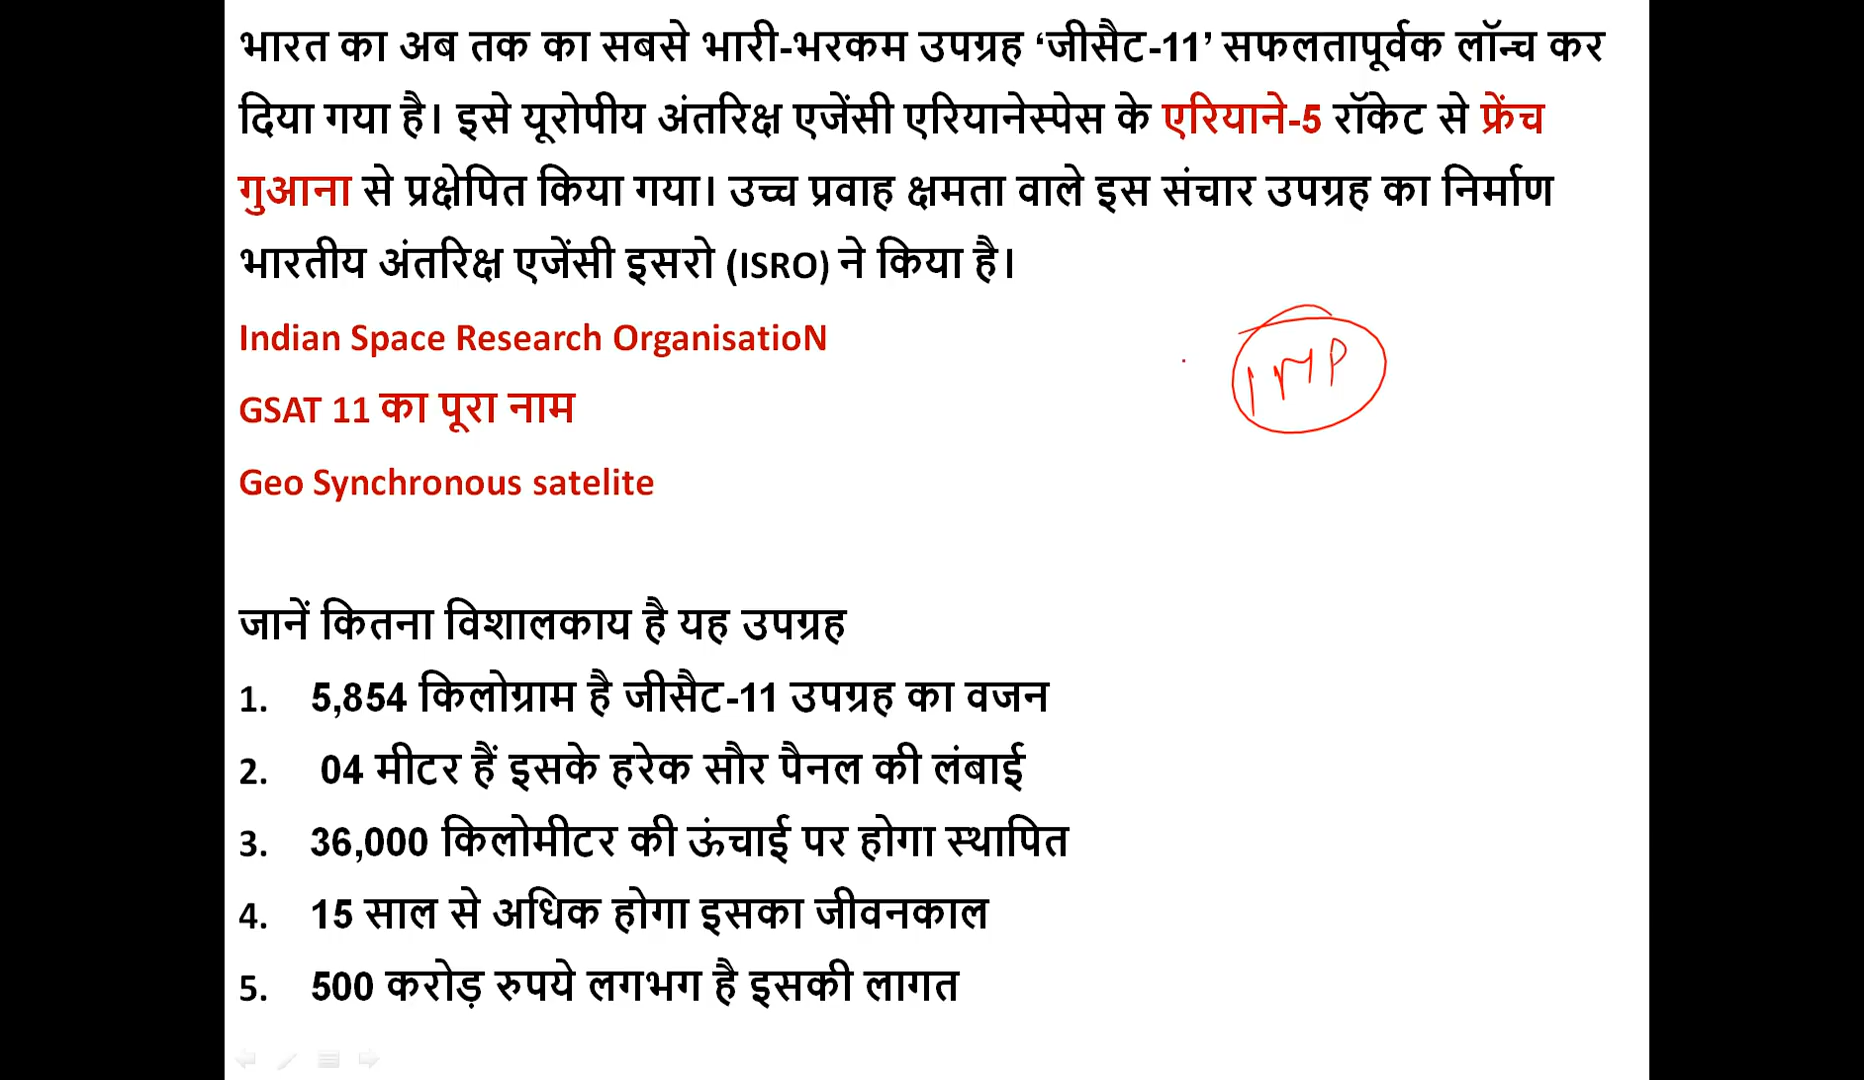 भारत का अब तक का सबसे भारी-भरकम उपग्रह ‘जीसैट-11’ सफलतापूर्वक लॉन्च कर
दिया गया है। इसे यूरोपीय अंतरिक्ष एजेंसी एरियानेस्पेस के एरियाने-5 रॉकेट से फ्रेंच
गुआना से प्रक्षेपित किया गया। उच्च प्रवाह क्षमता वाले इस संचार उपग्रह का निर्माण
भारतीय अंतरिक्ष एजेंसी इसरो (ISRO) ने किया है।
Indian Space Research OrganisatioN
IMP
GSAT 11 का पूरा नाम
Geo Synchronous satelite
जानें कितना विशालकाय है यह उपग्रह
1. 5,854 किलोग्राम है जीसैट-11 उपग्रह का वजन
2. 04 मीटर हैं इसके हरेक सौर पैनल की लंबाई
3. 36,000 किलोमीटर की ऊंचाई पर होगा स्थापित
4. 15 साल से अधिक होगा इसका जीवनकाल
5. 500 करोड़ रुपये लगभग है इसकी लागत